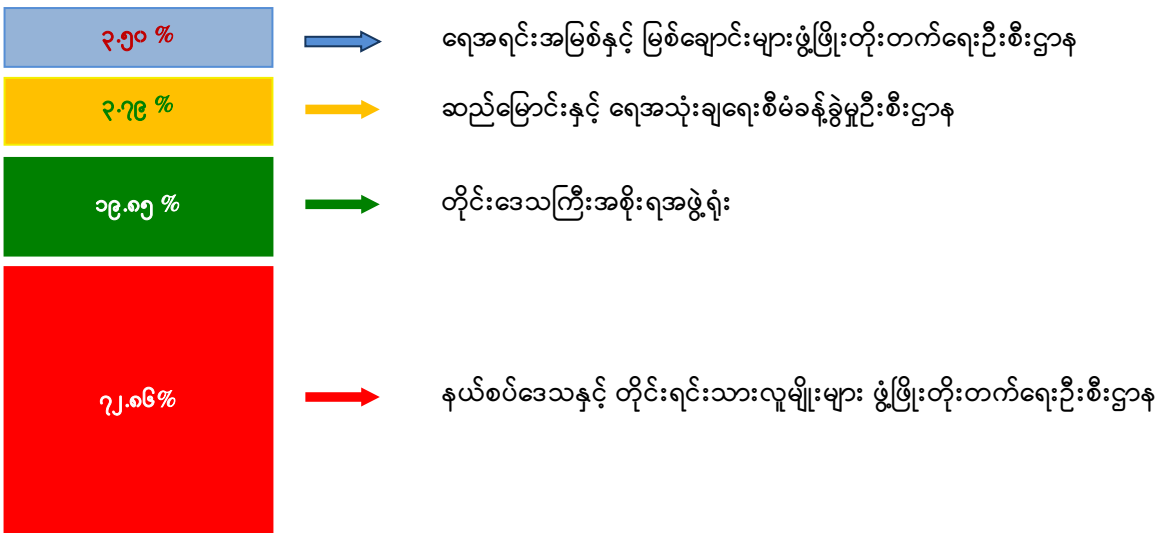 ၃.၅၀ % ရေအရင်းအမြစ်နှင့် မြစ်ချောင်းများဖွံ့ဖြိုးတိုးတက်ရေးဦးစီးဌာန
၃.၇၉ % ဆည်မြောင်းနှင့် ရေအသုံးချရေးစီမံခန့်ခွဲမှုဦးစီးဌာန
၁၉.၈၅ % တိုင်းဒေသကြီးအစိုးရအဖွဲ့ရုံး
၇၂.၈၆% နယ်စပ်ဒေသနှင့် တိုင်းရင်းသားလူမျိုးများ ဖွံ့ဖြိုးတိုးတက်ရေးဦးစီးဌာန